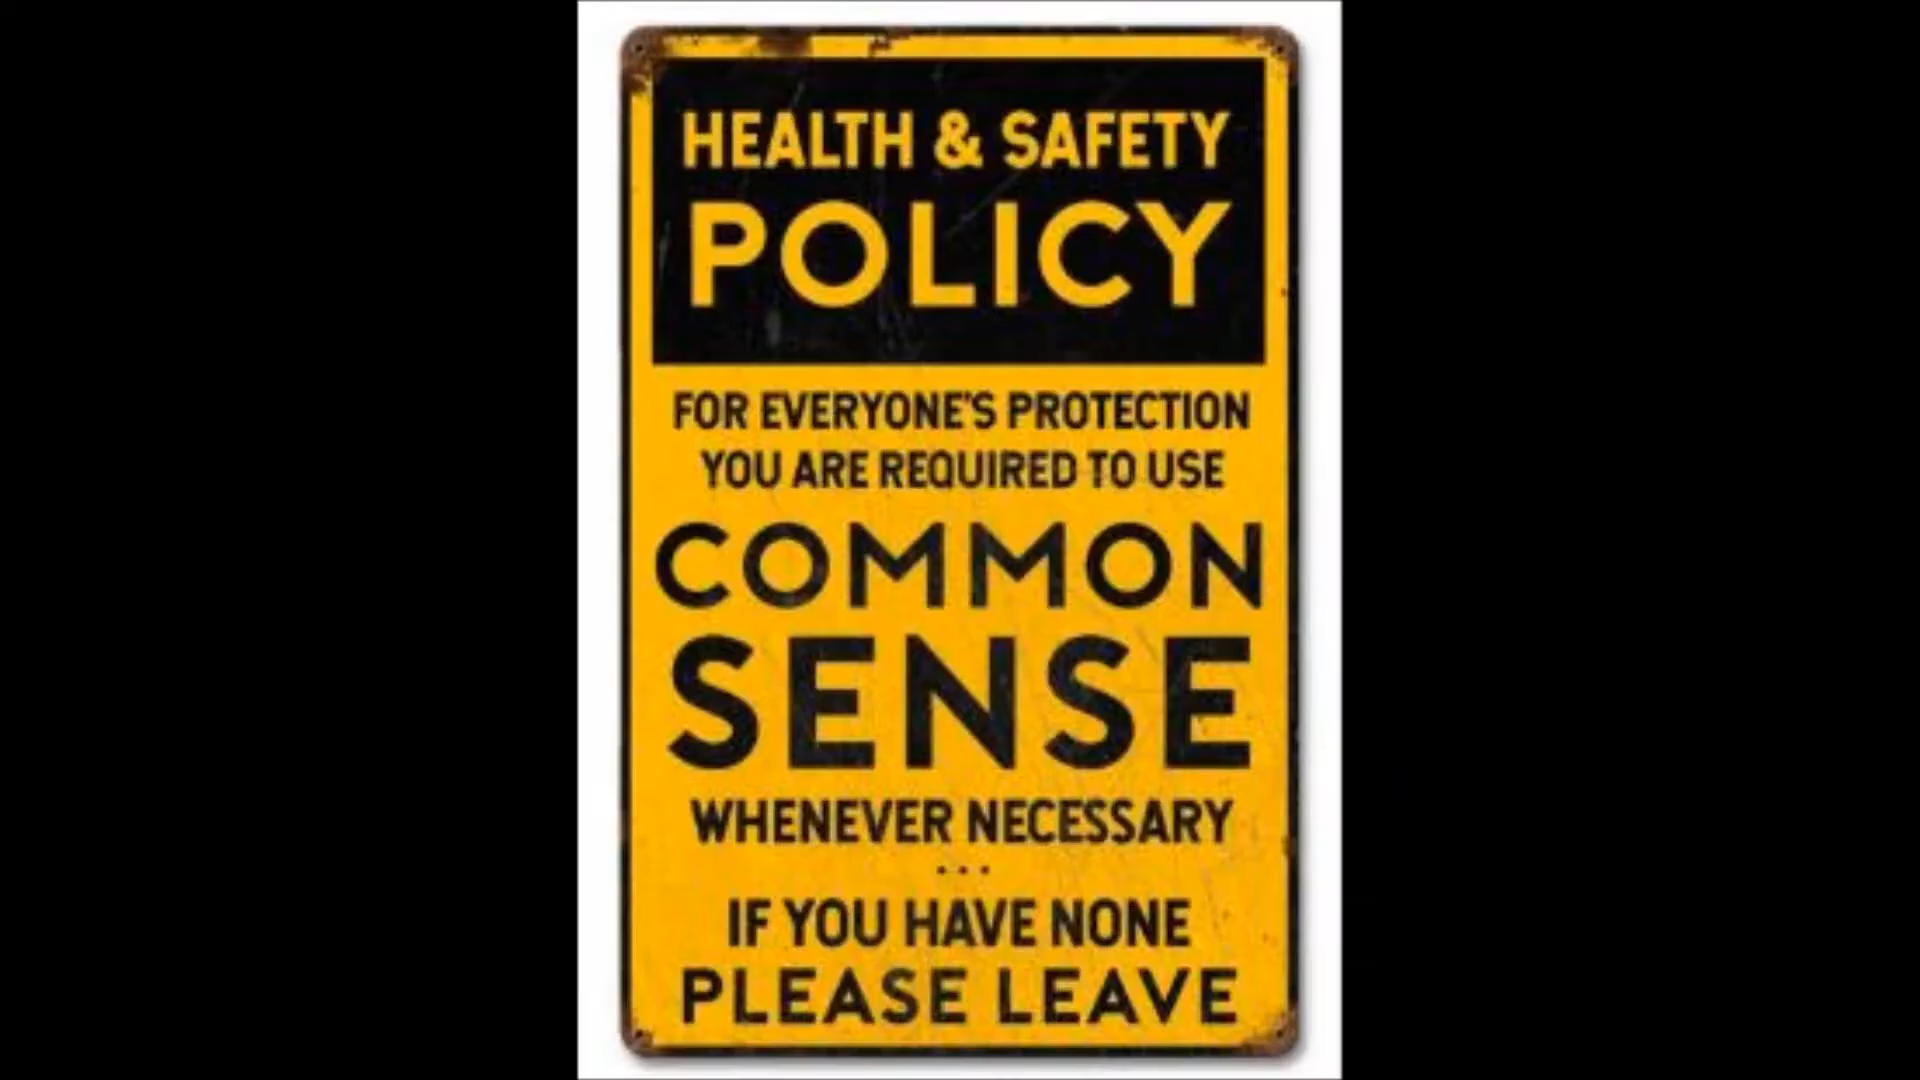 HEALTH & SAFETY
POLICY
FOR EVERYONE'S PROTECTION
YOU ARE REQUIRED TO USE
COMMON
SENSE
WHENEVER NECESSARY
...
IF YOU HAVE NONE
PLEASE LEAVE